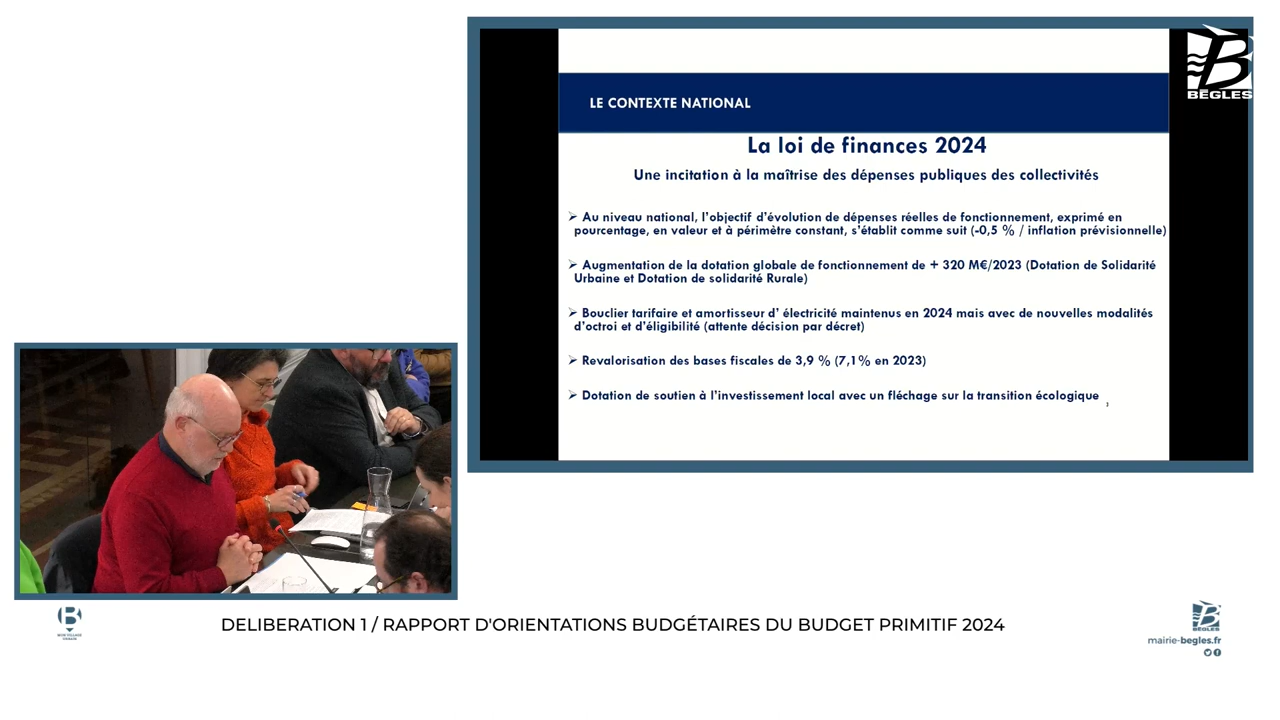 BEGLES
LE CONTEXTE NATIONAL
La loi de finances 2024
Une incitation à la maîtrise des dépenses publiques des collectivités
➢ Au niveau national, l'objectif d'évolution de dépenses réelles de fonctionnement, exprimé en
pourcentage, en valeur et à périmètre constant, s'établit comme suit (-0,5 % / inflation prévisionnelle)
➢ Augmentation de la dotation globale de fonctionnement de + 320 M€/2023 (Dotation de Solidarité
Urbaine et Dotation de solidarité Rurale)
➢ Bouclier tarifaire et amortisseur d' électricité maintenus en 2024 mais avec de nouvelles modalités
d'octroi et d'éligibilité (attente décision par décret)
➢ Revalorisation des bases fiscales de 3,9 % (7,1% en 2023)
➢ Dotation de soutien à l'investissement local avec un fléchage sur la transition écologique
3
DELIBERATION 1 / RAPPORT D'ORIENTATIONS BUDGÉTAIRES DU BUDGET PRIMITIF 2024
BEGLES
mairie-begles.fr